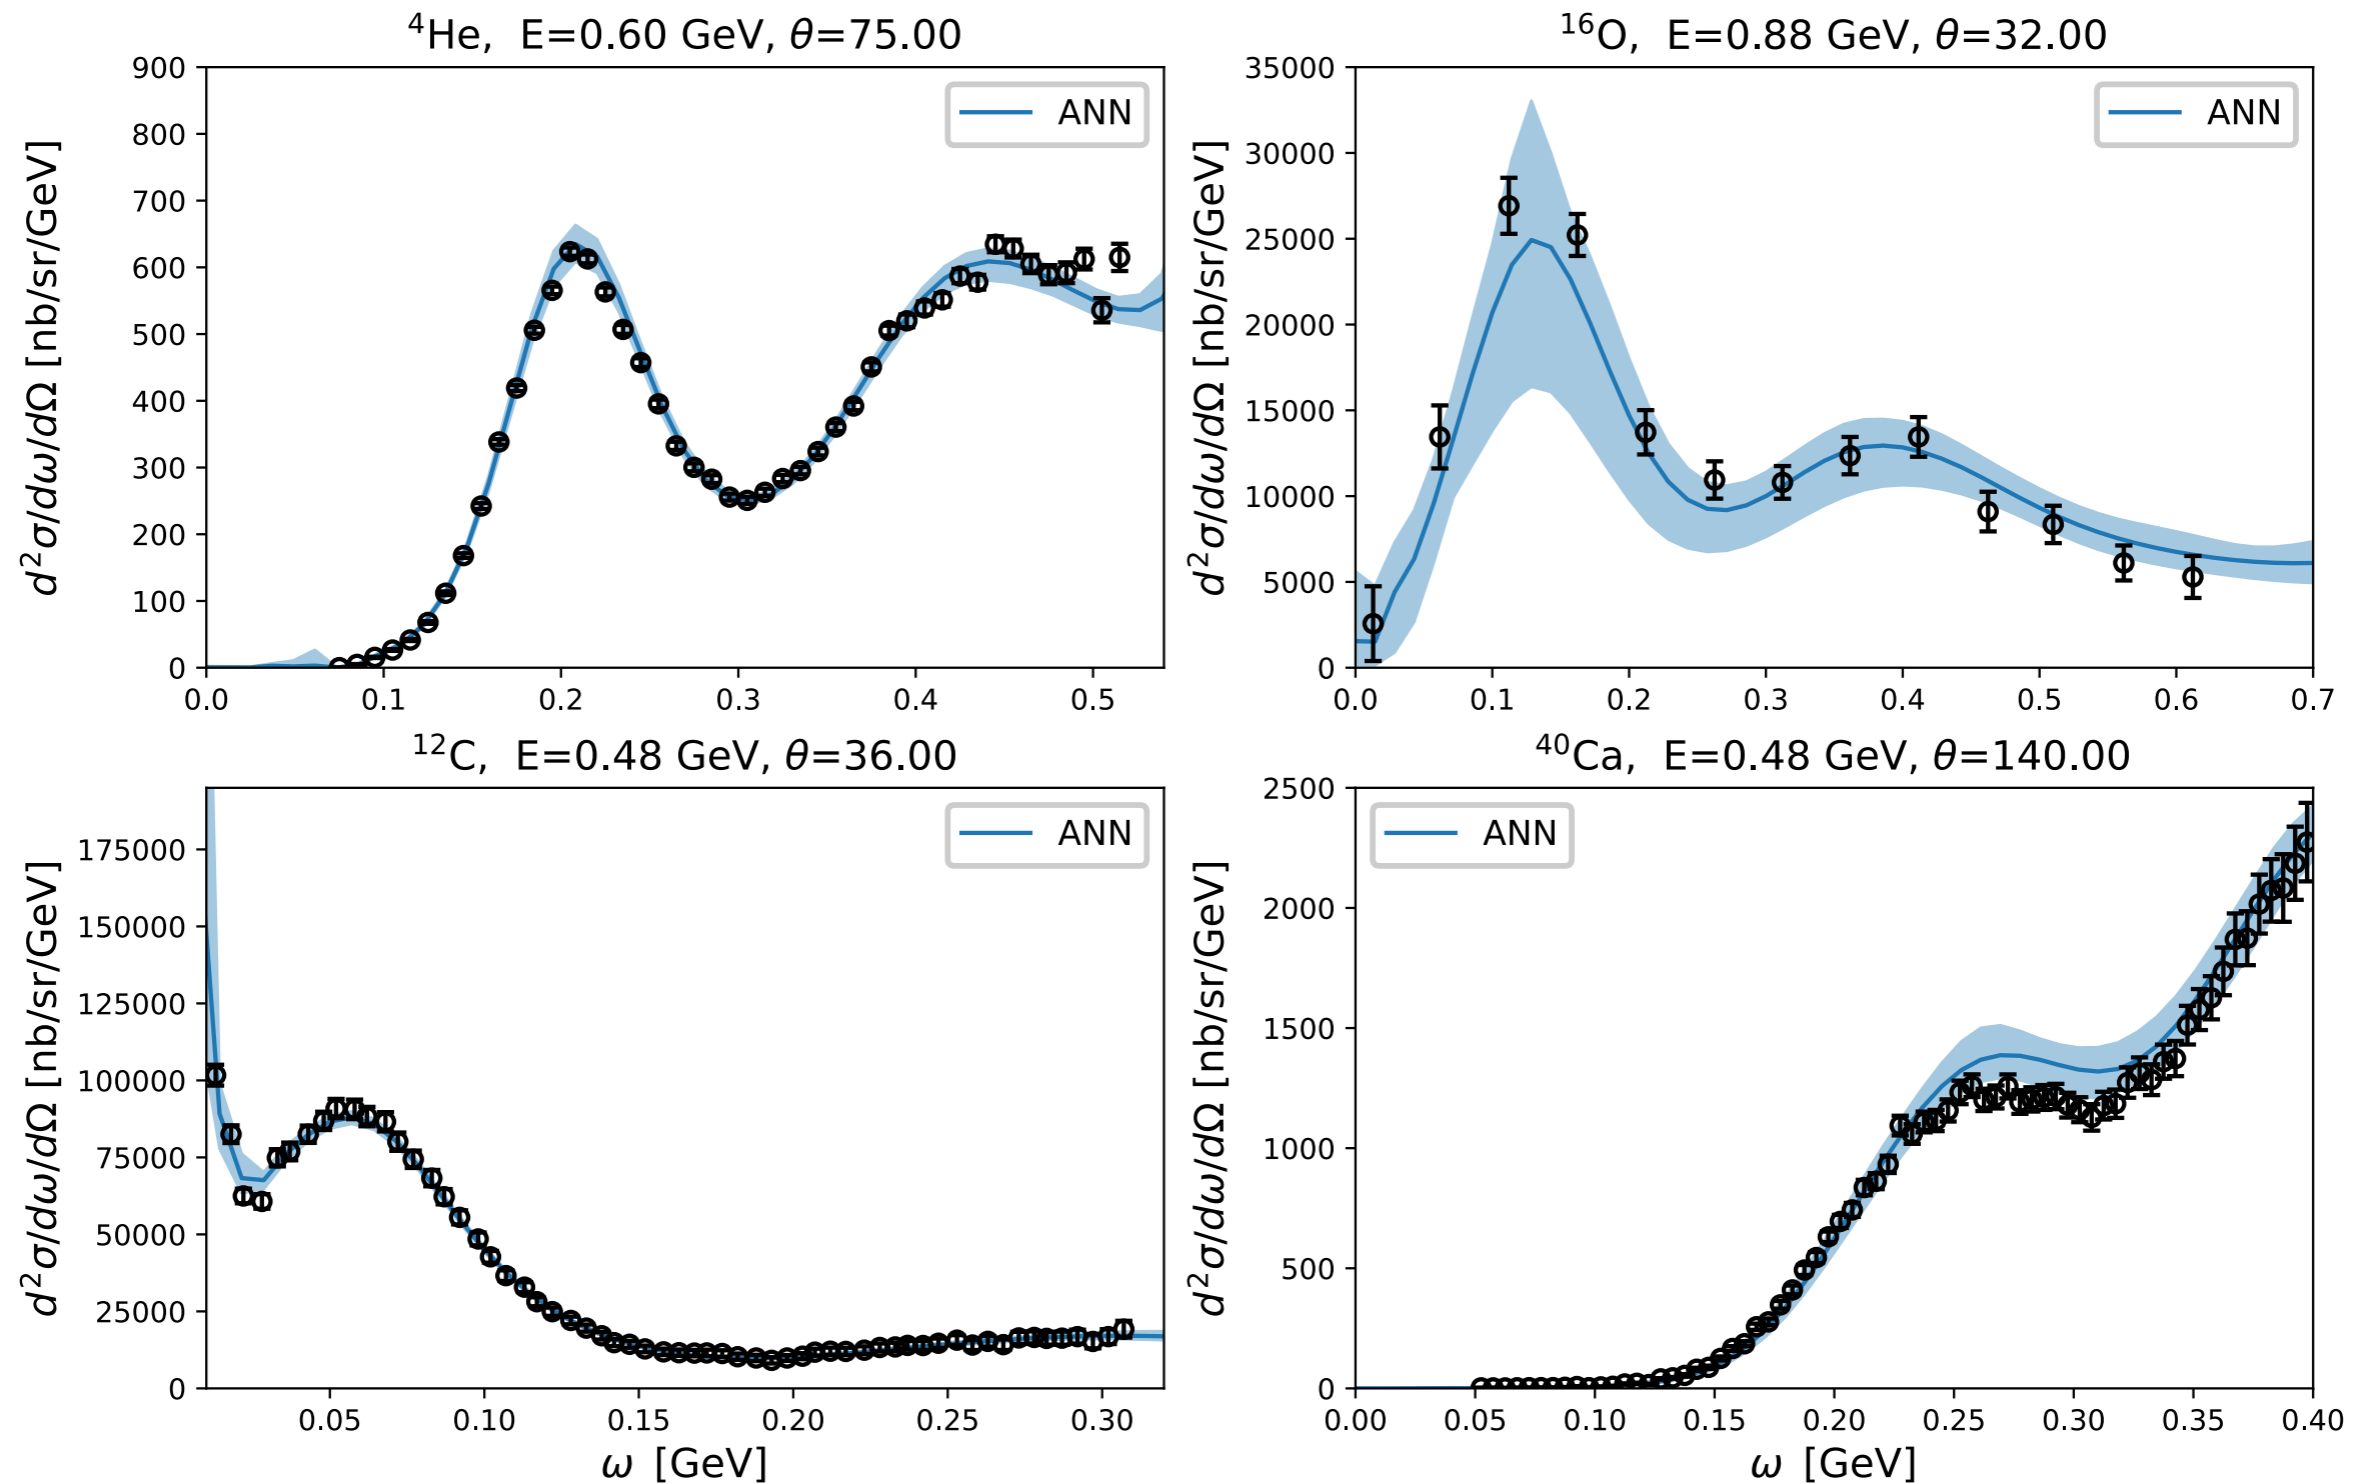 ⁴He,  E=0.60 GeV, θ=75.00
d²σ/dω/dΩ [nb/sr/GeV]
900
800
700
600
500
400
300
200
100
0
0.0 0.1 0.2 0.3 0.4 0.5
ANN
¹⁶O,  E=0.88 GeV, θ=32.00
d²σ/dω/dΩ [nb/sr/GeV]
35000
30000
25000
20000
15000
10000
5000
0
0.0 0.1 0.2 0.3 0.4 0.5 0.6 0.7
ANN
¹²C,  E=0.48 GeV, θ=36.00
d²σ/dω/dΩ [nb/sr/GeV]
175000
150000
125000
100000
75000
50000
25000
0
0.05 0.10 0.15 0.20 0.25 0.30
ω [GeV]
ANN
⁴⁰Ca,  E=0.48 GeV, θ=140.00
d²σ/dω/dΩ [nb/sr/GeV]
2500
2000
1500
1000
500
0
0.00 0.05 0.10 0.15 0.20 0.25 0.30 0.35 0.40
ω [GeV]
ANN